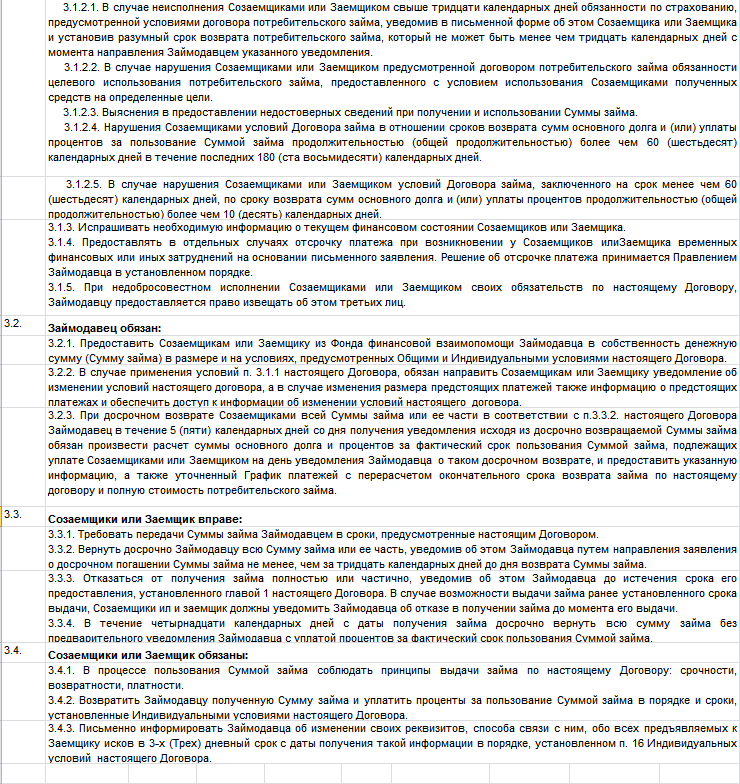 3.1.2.1. В случае неисполнения Созаемщиками или Заемщиком свыше тридцати календарных дней обязанности по страхованию,
предусмотренной условиями договора потребительского займа, уведомив в письменной форме об этом Созаемщика или Заемщика
и установив разумный срок возврата потребительского займа, который не может быть менее чем тридцать календарных дней с
момента направления Займодавцем указанного уведомления.
3.1.2.2. В случае нарушения Созаемщиками или Заемщиком предусмотренной договором потребительского займа обязанности
целевого использования потребительского займа, предоставленного с условием использования Созаемщиками полученных
средств на определенные цели.
3.1.2.3. Выяснения в предоставлении недостоверных сведений при получении и использовании Суммы займа.
3.1.2.4. Нарушения Созаемщиками условий Договора займа в отношении сроков возврата сумм основного долга и (или) уплаты
процентов за пользование Суммой займа продолжительностью (общей продолжительностью) более чем 60 (шестьдесят)
календарных дней в течение последних 180 (ста восьмидесяти) календарных дней.
3.1.2.5. В случае нарушения Созаемщиками или Заемщиком условий Договора займа, заключенного на срок менее чем 60
(шестьдесят) календарных дней, по сроку возврата сумм основного долга и (или) уплаты процентов продолжительностью (общей
продолжительностью) более чем 10 (десять) календарных дней.
3.1.3. Испрашивать необходимую информацию о текущем финансовом состоянии Созаемщиков или Заемщика.
3.1.4. Предоставлять в отдельных случаях отсрочку платежа при возникновении у Созаемщиков илиЗаемщика временных
финансовых или иных затруднений на основании письменного заявления. Решение об отсрочке платежа принимается Правлением
Займодавца в установленном порядке.
3.1.5. При недобросовестном исполнении Созаемщиками или Заемщиком своих обязательств по настоящему Договору,
Займодавцу предоставляется право извещать об этом третьих лиц.
3.2.
Займодавец обязан:
3.2.1. Предоставить Созаемщикам или Заемщику из Фонда финансовой взаимопомощи Займодавца в собственность денежную
сумму (Сумму займа) в размере и на условиях, предусмотренных Общими и Индивидуальными условиями настоящего Договора.
3.2.2. В случае применения условий п. 3.1.1 настоящего Договора, обязан направить Созаемщикам или Заемщику уведомление об
изменении условий настоящего договора, а в случае изменения размера предстоящих платежей также информацию о предстоящих
платежах и обеспечить доступ к информации об изменении условий настоящего договора.
3.2.3. При досрочном возврате Созаемщиками всей Суммы займа или ее части в соответствии с п.3.3.2. настоящего Договора
Займодавец в течение 5 (пяти) календарных дней со дня получения уведомления исходя из досрочно возвращаемой Суммы займа
обязан произвести расчет суммы основного долга и процентов за фактический срок пользования Суммой займа, подлежащих
уплате Созаемщиками или Заемщиком на день уведомления Займодавца о таком досрочном возврате, и предоставить указанную
информацию, а также уточненный График платежей с перерасчетом окончательного срока возврата займа по настоящему
договору и полную стоимость потребительского займа.
3.3.
Созаемщики или Заемщик вправе:
3.3.1. Требовать передачи Суммы займа Займодавцем в сроки, предусмотренные настоящим Договором.
3.3.2. Вернуть досрочно Займодавцу всю Сумму займа или ее часть, уведомив об этом Займодавца путем направления заявления
о досрочном погашении Суммы займа не менее, чем за тридцать календарных дней до дня возврата Суммы займа.
3.3.3. Отказаться от получения займа полностью или частично, уведомив об этом Займодавца до истечения срока его
предоставления, установленного главой 1 настоящего Договора. В случае возможности выдачи займа ранее установленного срока
выдачи, Созаемщики ил и заемщик должны уведомить Займодавца об отказе в получении займа до момента его выдачи.
3.3.4. В течение четырнадцати календарных дней с даты получения займа досрочно вернуть всю сумму займа без
предварительного уведомления Займодавца с уплатой процентов за фактический срок пользования Суммой займа.
3.4.
Созаемщики или Заемщик обязаны:
3.4.1. В процессе пользования Суммой займа соблюдать принципы выдачи займа по настоящему Договору: срочности,
возвратности, платности.
3.4.2. Возвратить Займодавцу полученную Сумму займа и уплатить проценты за пользование Суммой займа в порядке и сроки,
установленные Индивидуальными условиями настоящего Договора.
3.4.3. Письменно информировать Займодавца об изменении своих реквизитов, способа связи с ним, обо всех предъявляемых к
Заемщику исков в 3-х (Трех) дневный срок с даты получения такой информации в порядке, установленном п. 16 Индивидуальных
условий настоящего Договора.